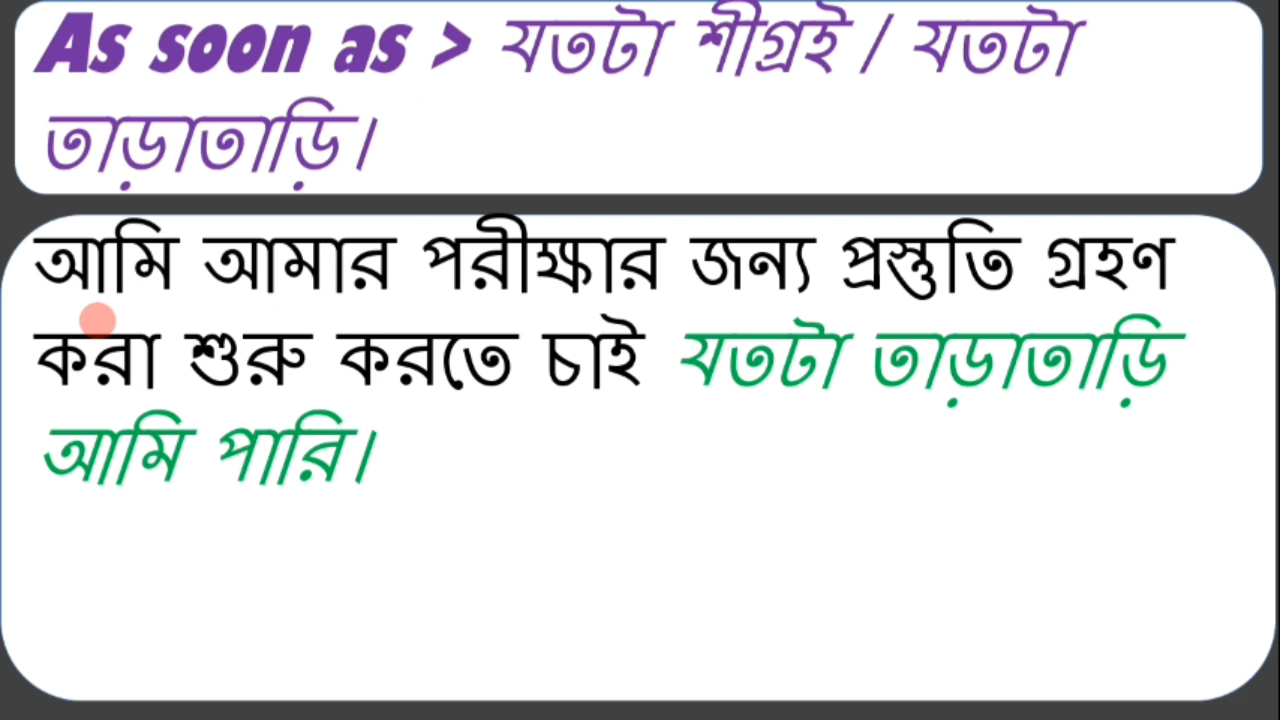 As soon as > যতটা শীগ্রই / যতটা
তাড়াতাড়ি।
আমি আমার পরীক্ষার জন্য প্রস্তুতি গ্রহণ
করা শুরু করতে চাই যতটা তাড়াতাড়ি
আমি পারি।